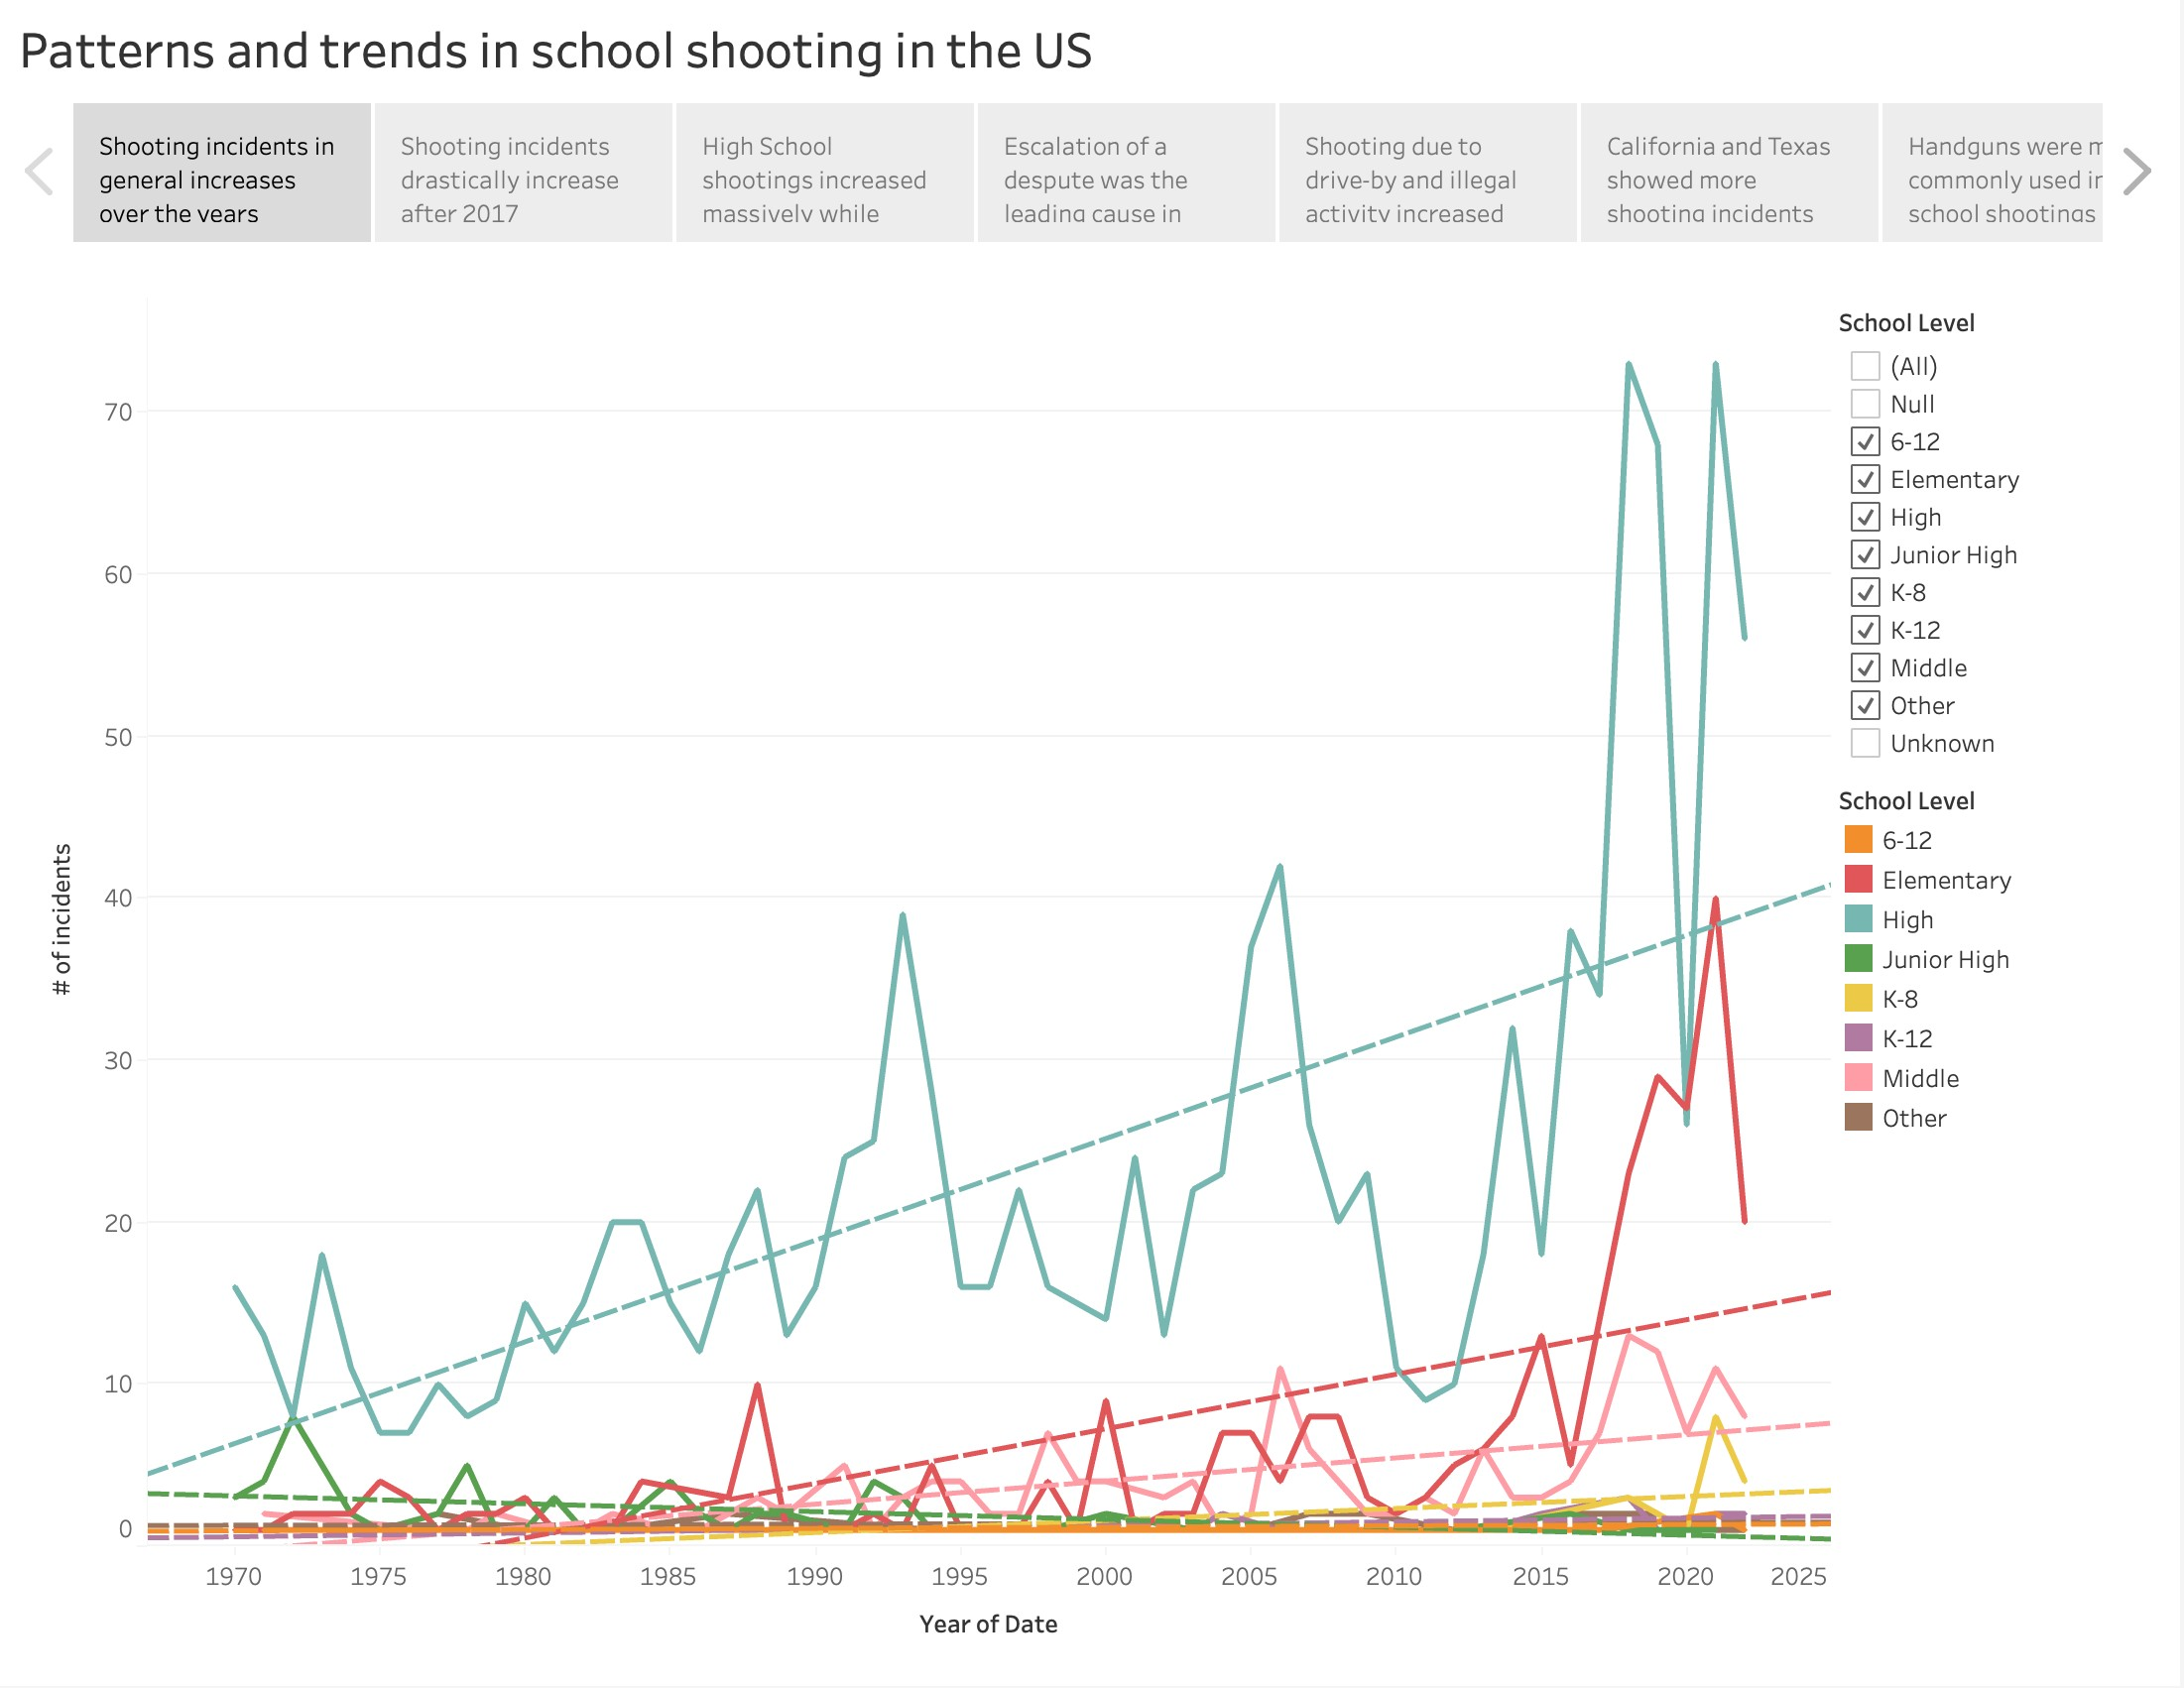 Patterns and trends in school shooting in the US
Shooting incidents in
general increases
over the years
Shooting incidents
drastically increase
after 2017
High School
shootings increased
massively while
Escalation of a
despute was the
leading cause in
Shooting due to
drive-by and illegal
activity increased
California and Texas
showed more
shooting incidents
Handguns were m
commonly used in
school shootings
70
60
50
40
30
20
10
0
# of incidents
1970 1975 1980 1985 1990 1995 2000 2005 2010 2015 2020 2025
Year of Date
School Level
(All)
Null
6-12
Elementary
High
Junior High
K-8
K-12
Middle
Other
Unknown
School Level
6-12
Elementary
High
Junior High
K-8
K-12
Middle
Other